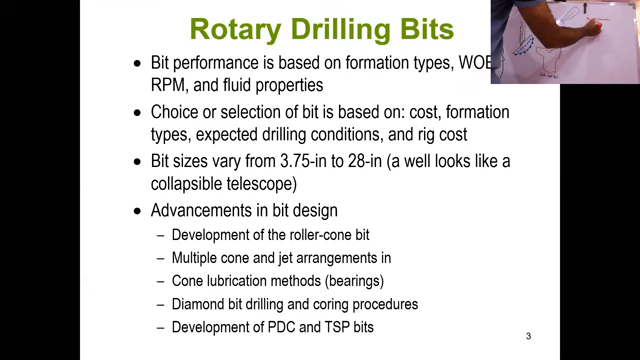 Rotary Drilling Bits
• Bit performance is based on formation types, WOB
RPM, and fluid properties
• Choice or selection of bit is based on: cost, formation
types, expected drilling conditions, and rig cost
• Bit sizes vary from 3.75-in to 28-in (a well looks like a
collapsible telescope)
• Advancements in bit design
– Development of the roller-cone bit
– Multiple cone and jet arrangements in
– Cone lubrication methods (bearings)
– Diamond bit drilling and coring procedures
– Development of PDC and TSP bits
3